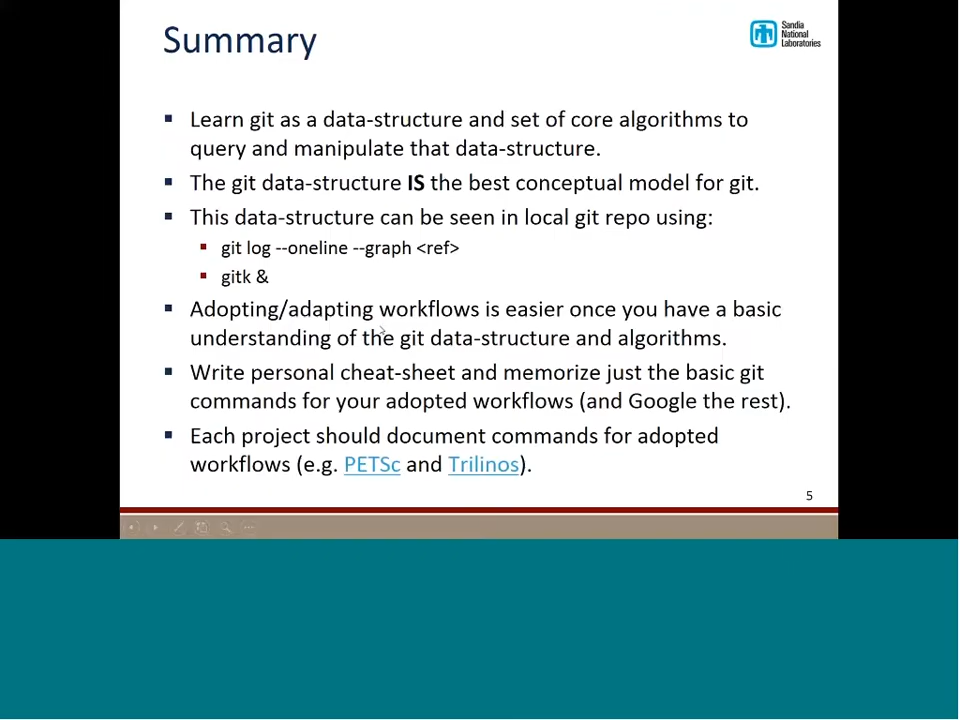 Summary
Sandia
National
Laboratories
Learn git as a data-structure and set of core algorithms to
query and manipulate that data-structure.
The git data-structure IS the best conceptual model for git.
This data-structure can be seen in local git repo using:
git log --oneline --graph <ref>
gitk &
Adopting/adapting workflows is easier once you have a basic
understanding of the git data-structure and algorithms.
Write personal cheat-sheet and memorize just the basic git
commands for your adopted workflows (and Google the rest).
Each project should document commands for adopted
workflows (e.g. PETSc and Trilinos).
5